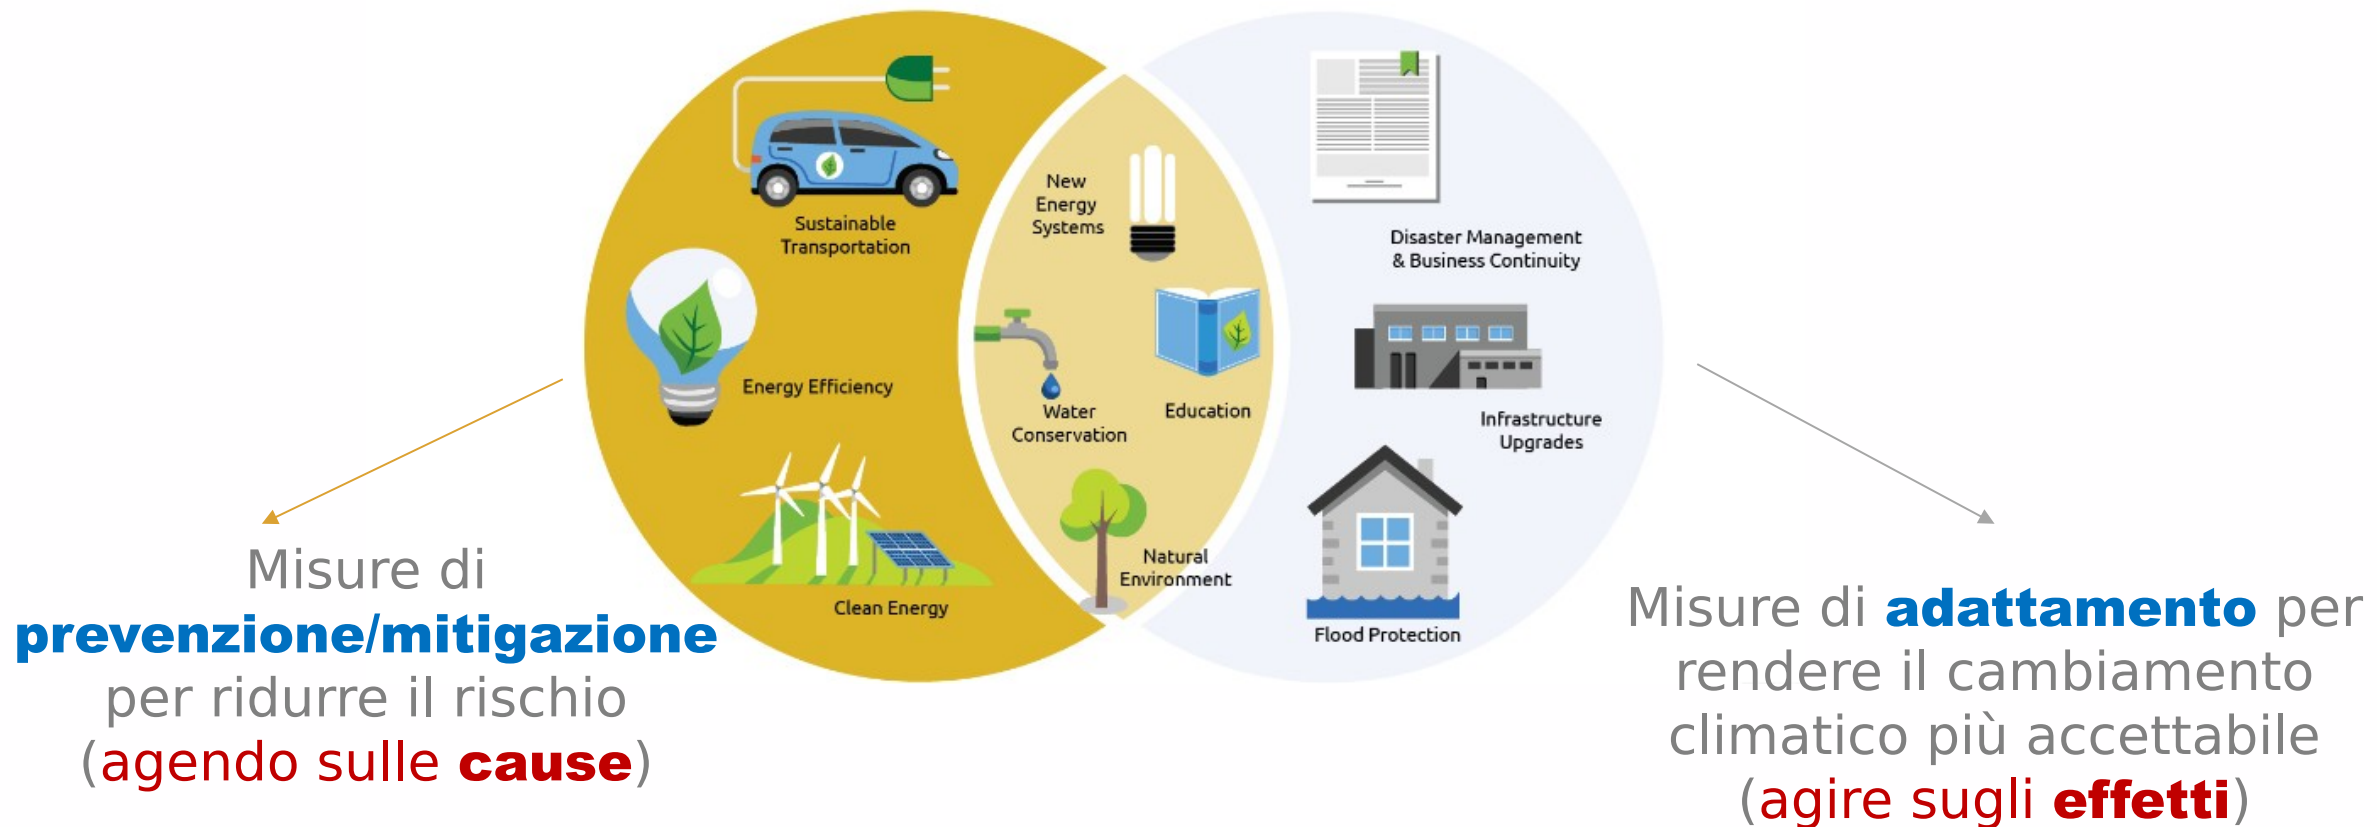 Sustainable
Transportation
Energy Efficiency
Clean Energy
New
Energy
Systems
Water
Conservation
Education
Natural
Environment
Disaster Management
& Business Continuity
Infrastructure
Upgrades
Flood Protection
Misure di
prevenzione/mitigazione
per ridurre il rischio
(agendo sulle cause)
Misure di adattamento per
rendere il cambiamento
climatico più accettabile
(agire sugli effetti)